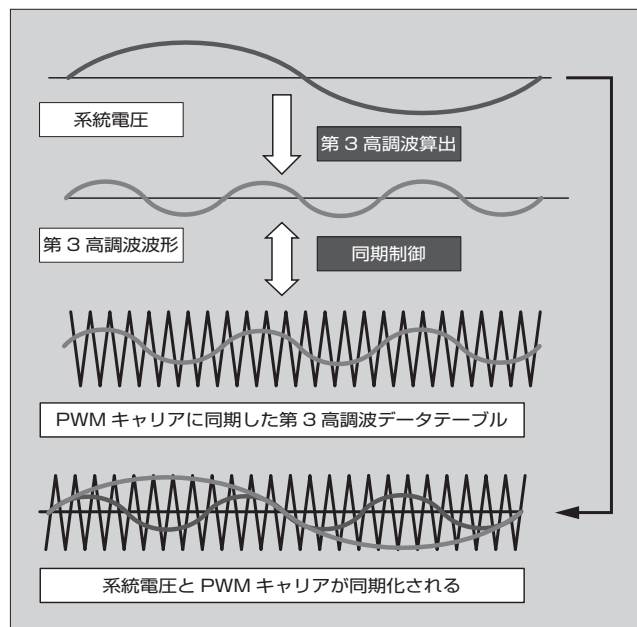 系統電圧
第 3 高調波算出
第 3 高調波波形
同期制御
PWM キャリアに同期した第 3 高調波データテーブル
系統電圧と PWM キャリアが同期化される